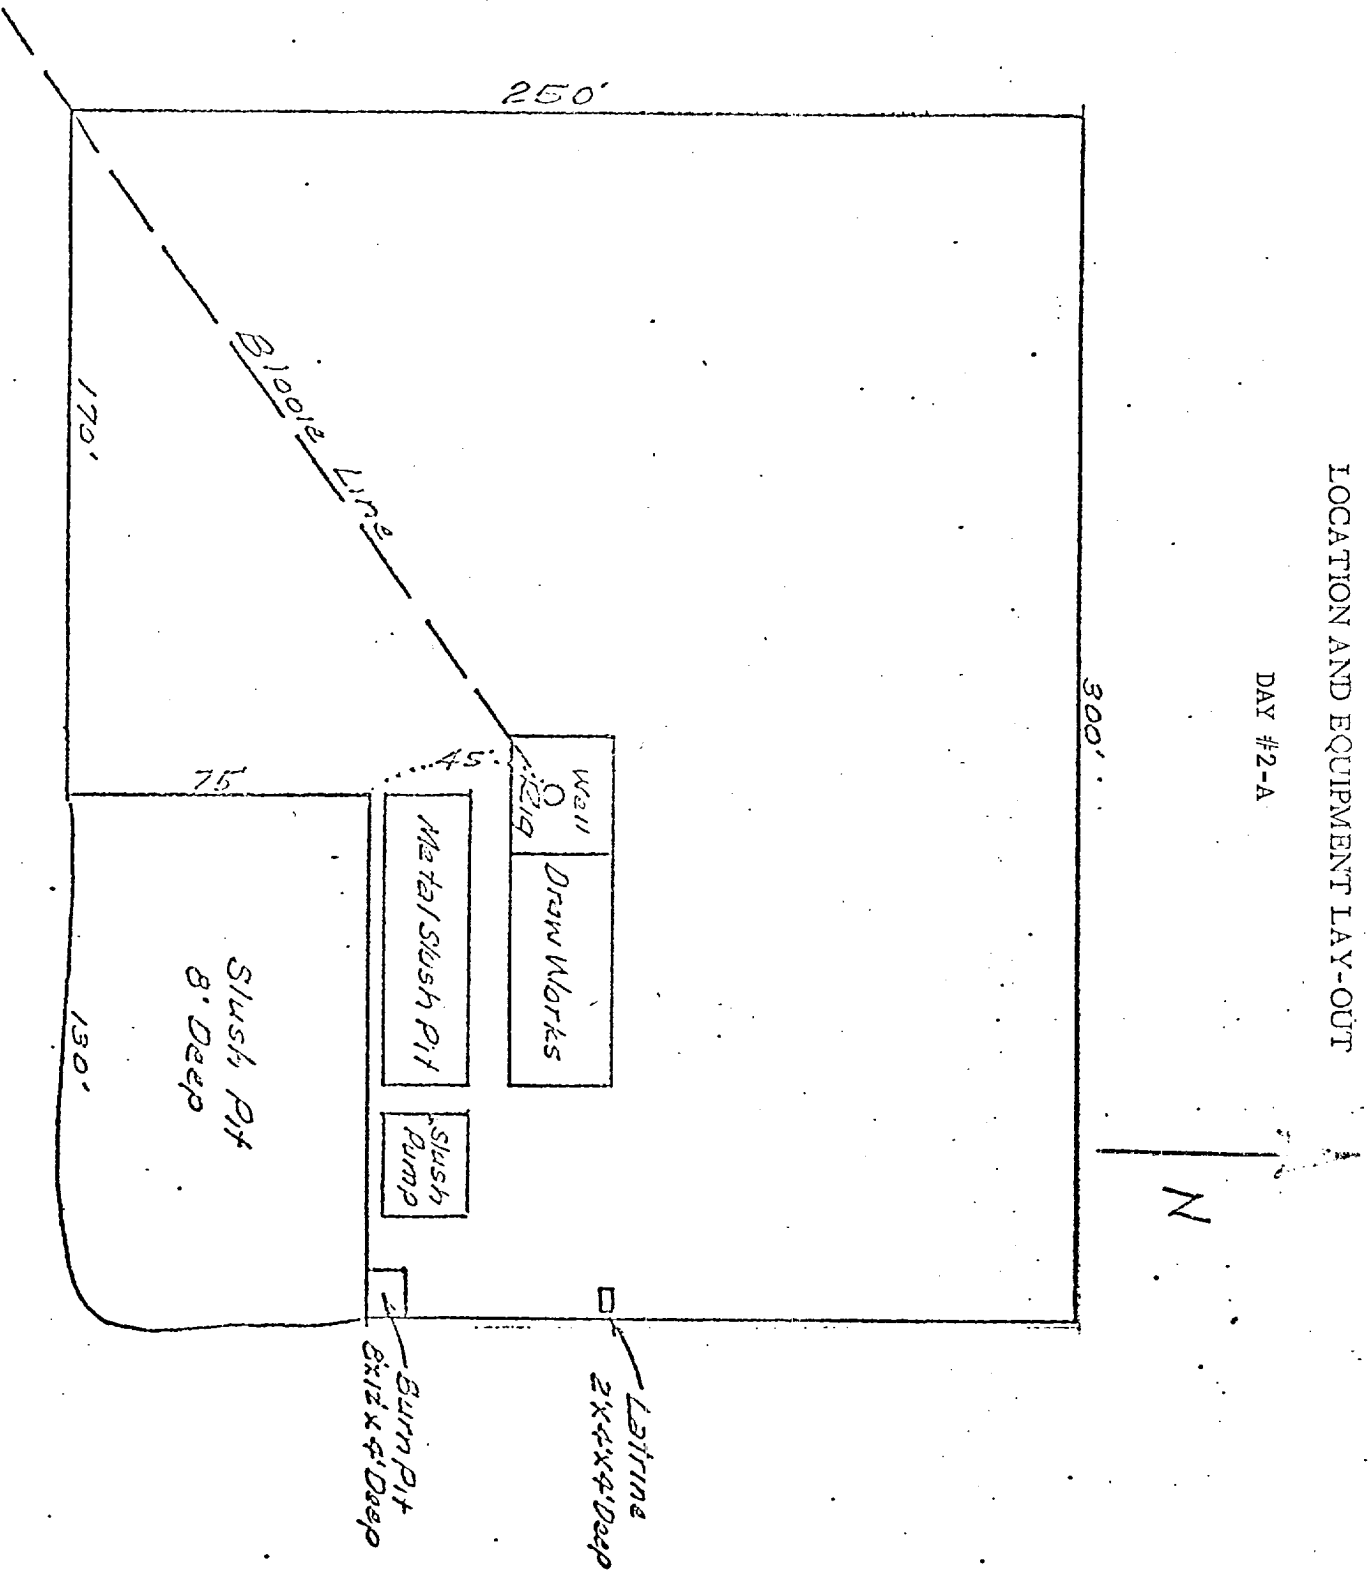 LOCATION AND EQUIPMENT LAY-OUT
DAY #2-A
N
300'
250'
Well
Rig
Draw Works
Latrine
2'x4'x4' Deep
45'
Metal Slush Pit
Slush
Pump
Burn Pit
8'x12'x4' Deep
Blooie Line
75'
Slush Pit
8' Deep
170'
130'